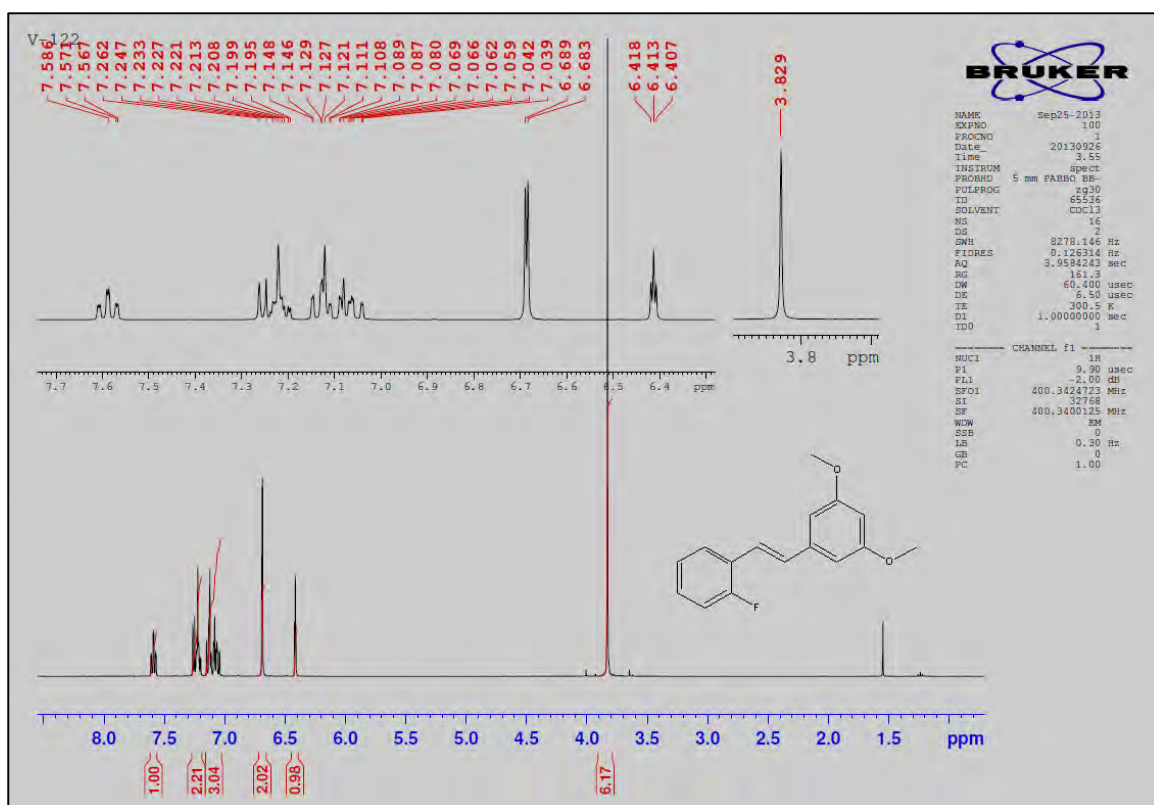 V-122
7.586
7.571
7.567
7.262
7.247
7.233
7.227
7.221
7.213
7.208
7.199
7.195
7.148
7.146
7.129
7.127
7.121
7.111
7.108
7.089
7.087
7.080
7.069
7.066
7.062
7.059
7.042
7.039
6.689
6.683
6.418
6.413
6.407
3.829
BRUKER
NAME Sep25-2013
EXPNO 100
PROCNO 1
Date_ 20130926
Time 3.55
INSTRUM spect
PROBHD 5 mm PABBO BB-
PULPROG zg30
TD 65536
SOLVENT CDCl3
NS 16
DS 2
SWH 8278.146 Hz
FIDRES 0.126314 Hz
AQ 3.9584243 sec
RG 161.3
DW 60.400 usec
DE 6.50 usec
TE 300.5 K
D1 1.00000000 sec
TD0 1
CHANNEL f1
NUC1 1H
P1 9.90 usec
PL1 -2.00 dB
SFO1 400.3424723 MHz
SI 32768
SF 400.3400125 MHz
WDW EM
SSB 0
LB 0.30 Hz
GB 0
PC 1.00
7.7 7.6 7.5 7.4 7.3 7.2 7.1 7.0 6.9 6.8 6.7 6.6 6.5 6.4 ppm
3.8 ppm
O
O
F
8.0 7.5 7.0 6.5 6.0 5.5 5.0 4.5 4.0 3.5 3.0 2.5 2.0 1.5 ppm
1.00
2.21
3.04
2.02
0.98
6.17